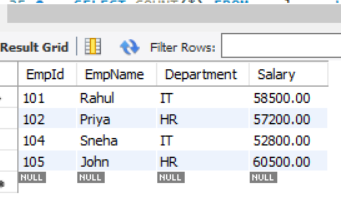 Result Grid Filter Rows:
EmpId EmpName Department Salary
101 Rahul IT 58500.00
102 Priya HR 57200.00
104 Sneha IT 52800.00
105 John HR 60500.00
NULL NULL NULL NULL